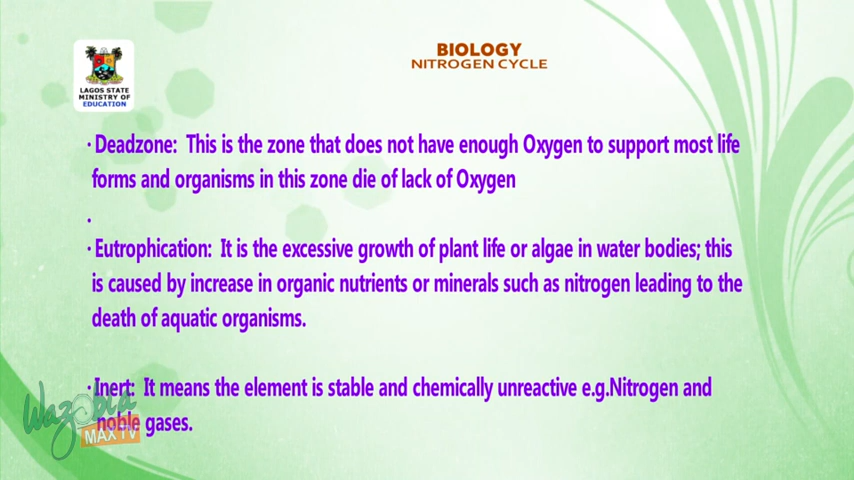 BIOLOGY
NITROGEN CYCLE
LAGOS STATE
MINISTRY OF
EDUCATION
· Deadzone: This is the zone that does not have enough Oxygen to support most life
forms and organisms in this zone die of lack of Oxygen
·
· Eutrophication: It is the excessive growth of plant life or algae in water bodies; this
is caused by increase in organic nutrients or minerals such as nitrogen leading to the
death of aquatic organisms.
· Inert: It means the element is stable and chemically unreactive e.g.Nitrogen and
noble gases.
Wazobia
MAX TV